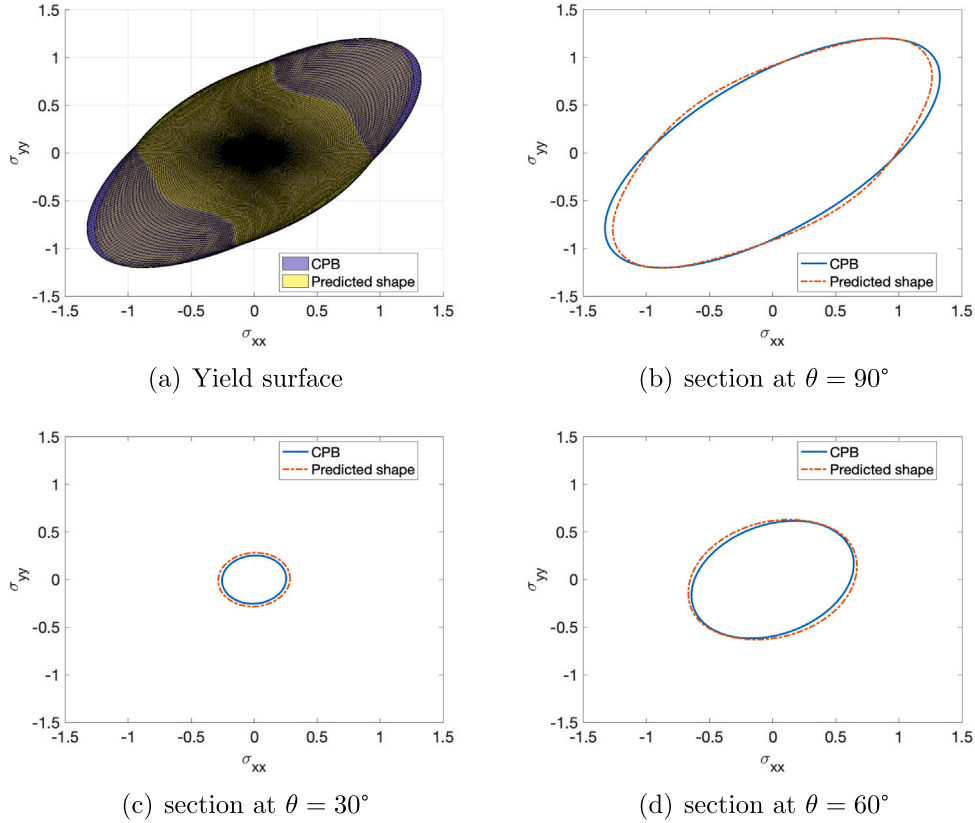 1.5
1
0.5
0
-0.5
-1
-1.5
σyy
-1.5 -1 -0.5 0 0.5 1 1.5
σxx
CPB
Predicted shape
(a) Yield surface
1.5
1
0.5
0
-0.5
-1
-1.5
σyy
-1.5 -1 -0.5 0 0.5 1 1.5
σxx
CPB
Predicted shape
(b) section at θ = 90°
1.5
1
0.5
0
-0.5
-1
-1.5
σyy
-1.5 -1 -0.5 0 0.5 1 1.5
σxx
CPB
Predicted shape
(c) section at θ = 30°
1.5
1
0.5
0
-0.5
-1
-1.5
σyy
-1.5 -1 -0.5 0 0.5 1 1.5
σxx
CPB
Predicted shape
(d) section at θ = 60°